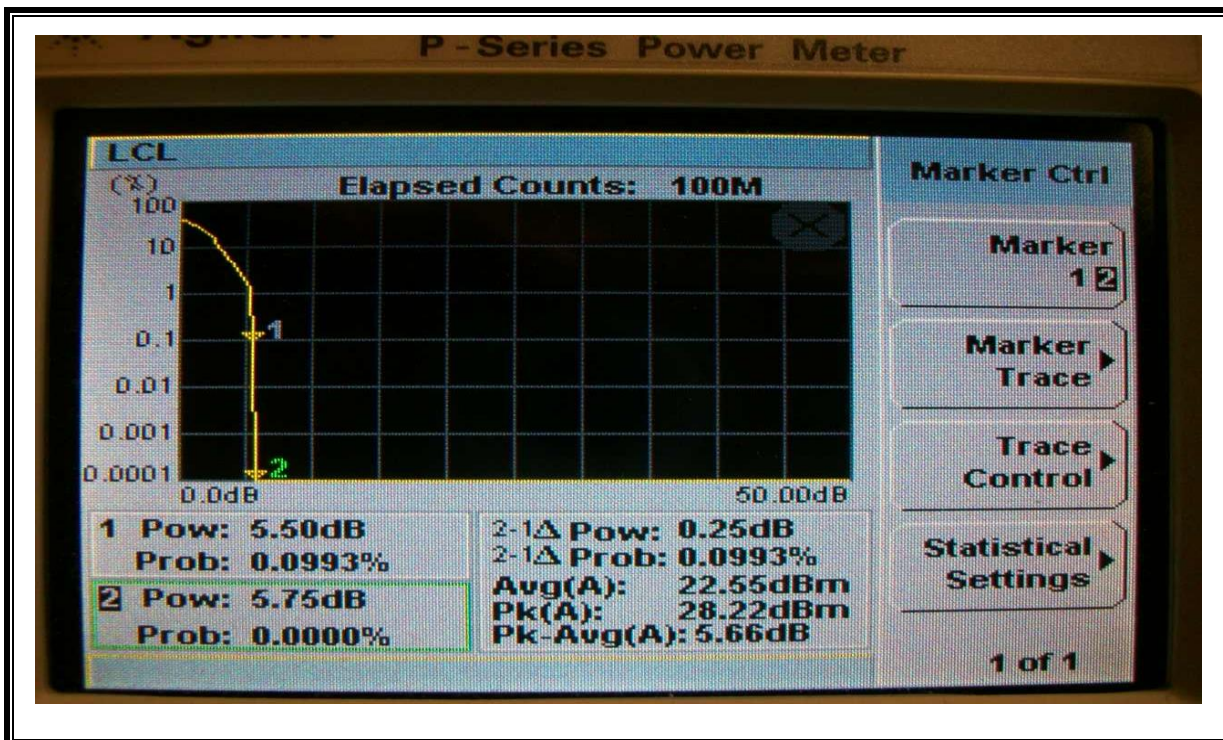 Agilent P-Series Power Meter
LCL
Marker Ctrl
(%)
Elapsed Counts: 100M
100
10
1
0.1
0.01
0.001
0.0001
1
2
0.0dB
50.00dB
1 Pow: 5.50dB
Prob: 0.0993%
2 Pow: 5.75dB
Prob: 0.0000%
2-1Δ Pow: 0.25dB
2-1Δ Prob: 0.0993%
Avg(A): 22.55dBm
Pk(A): 28.22dBm
Pk-Avg(A): 5.66dB
Marker
1 2
Marker
Trace
Trace
Control
Statistical
Settings
1 of 1